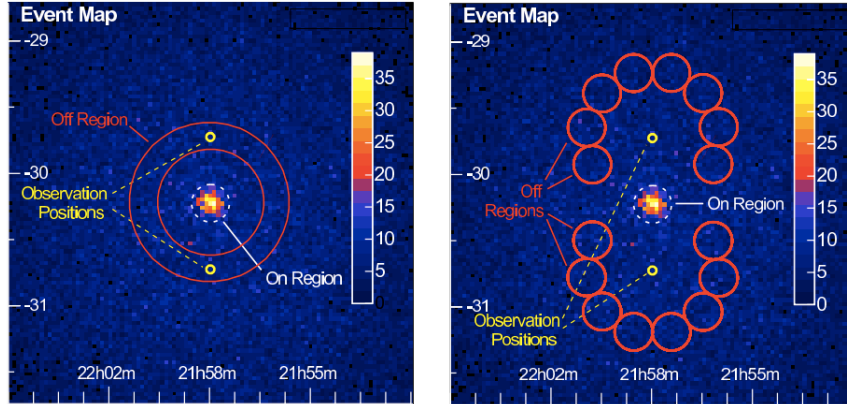 Event Map
-29
-30
-31
Off Region
Observation
Positions
On Region
35
30
25
20
15
10
5
0
22h02m
21h58m
21h55m
Event Map
-29
-30
-31
Off
Regions
On Region
Observation
Positions
35
30
25
20
15
10
5
0
22h02m
21h58m
21h55m